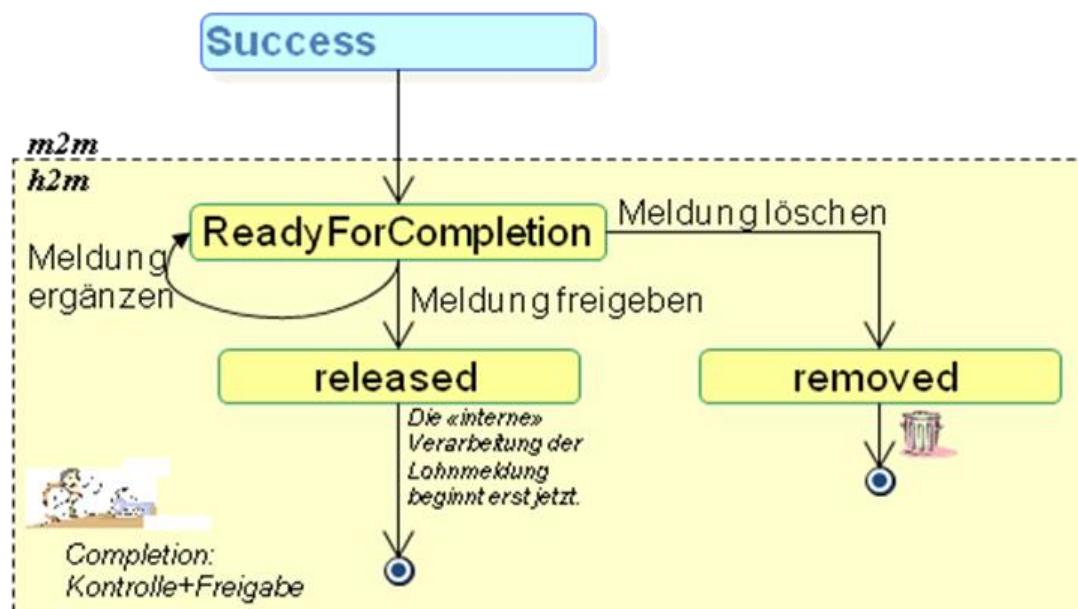 Success
m2m
h2m
ReadyForCompletion
Meldung löschen
Meldung
ergänzen
Meldung freigeben
released
removed
Die «interne»
Verarbeitung der
Lohnmeldung
beginnt erst jetzt.
Completion:
Kontrolle+Freigabe